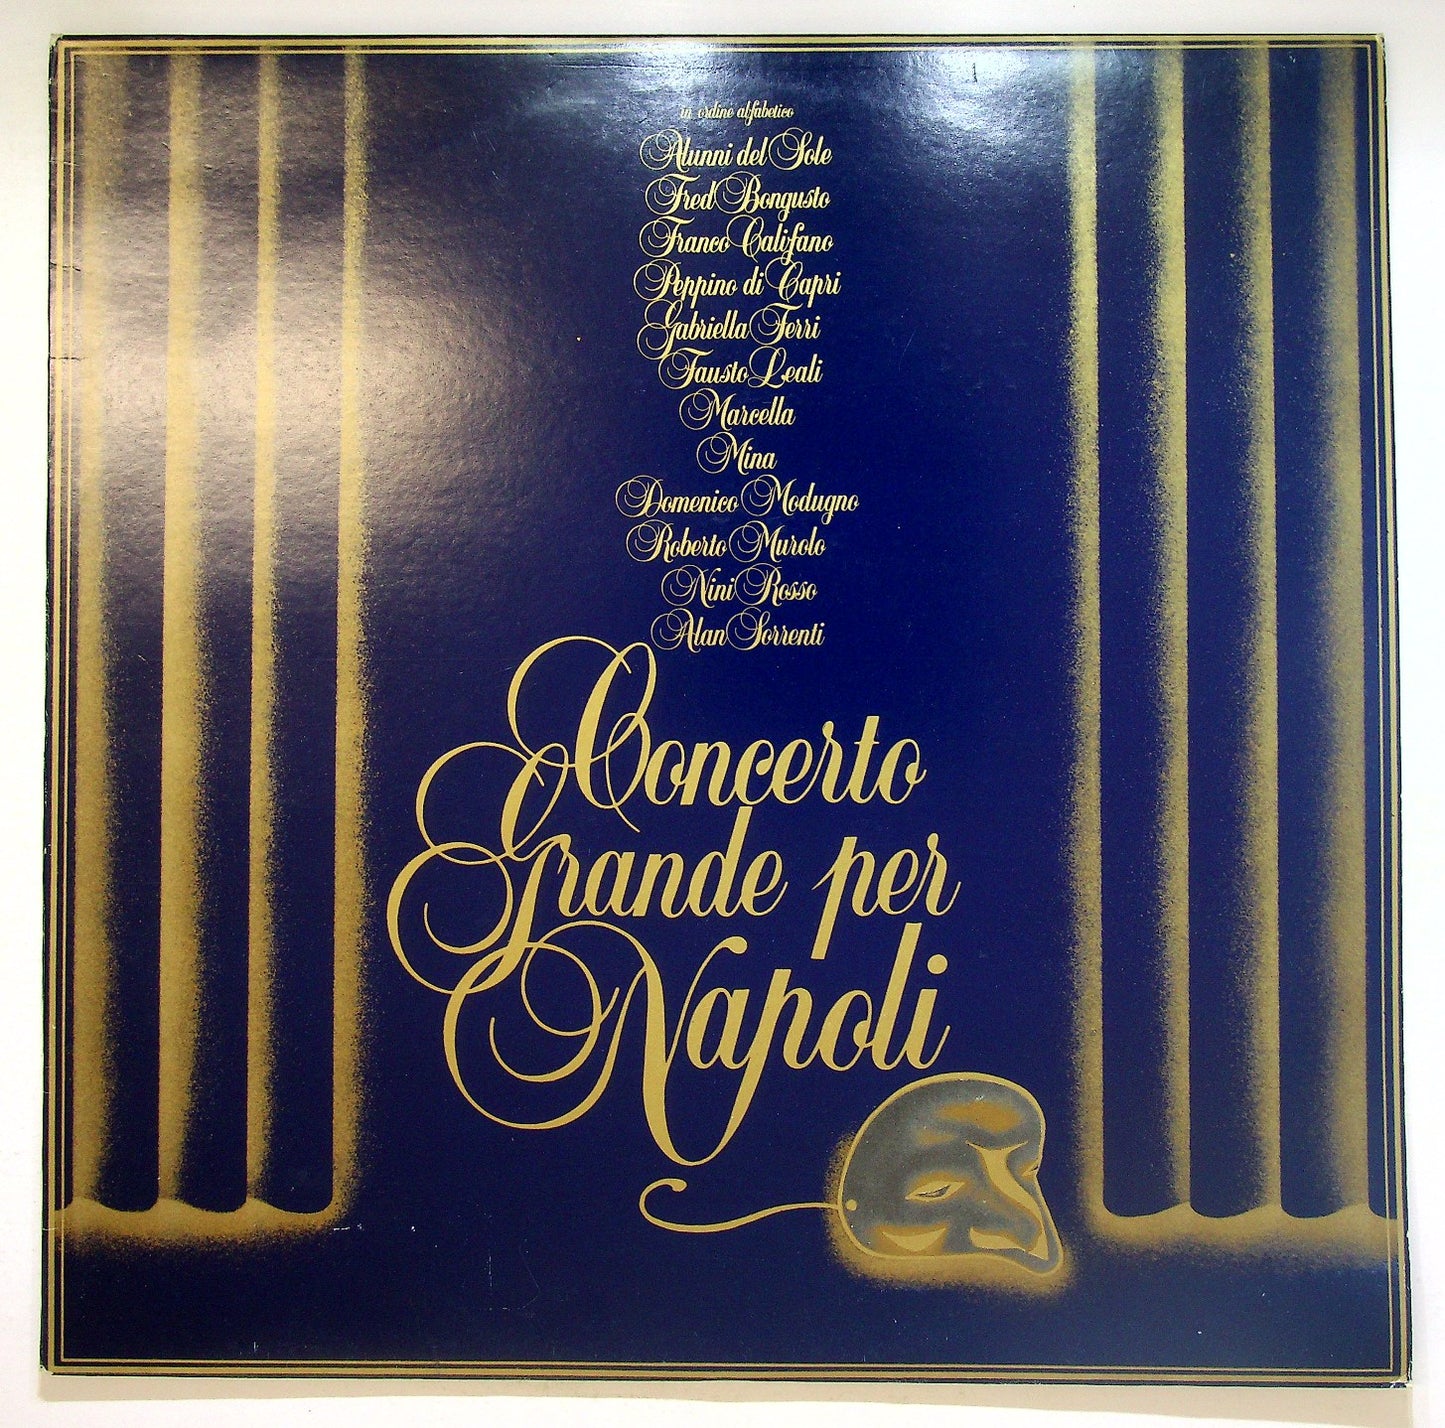 in ordine alfabetico
Alunni del Sole
Fred Bongusto
Franco Califano
Peppino di Capri
Gabriella Ferri
Fausto Leali
Marcella
Mina
Domenico Modugno
Roberto Murolo
Nini Rosso
Alan Sorrenti
Concerto
Grande per
Napoli